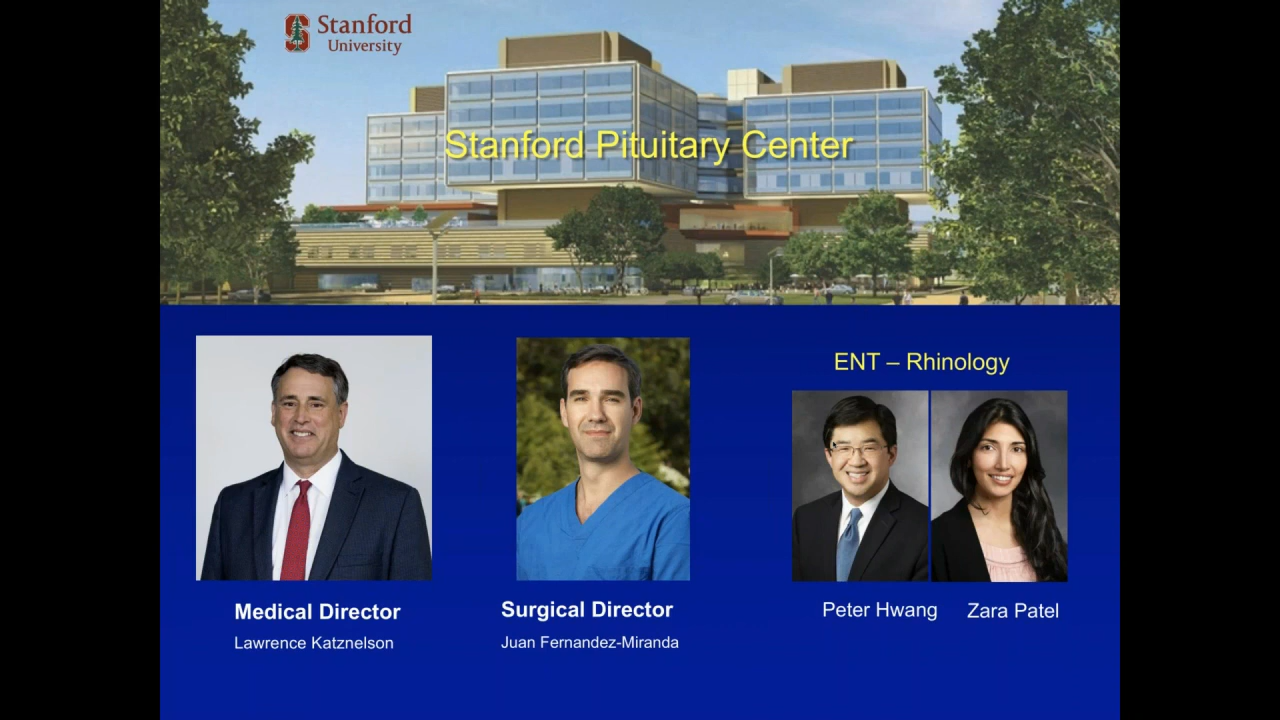 Stanford
University
Stanford Pituitary Center
ENT – Rhinology
Medical Director
Lawrence Katznelson
Surgical Director
Juan Fernandez-Miranda
Peter Hwang
Zara Patel